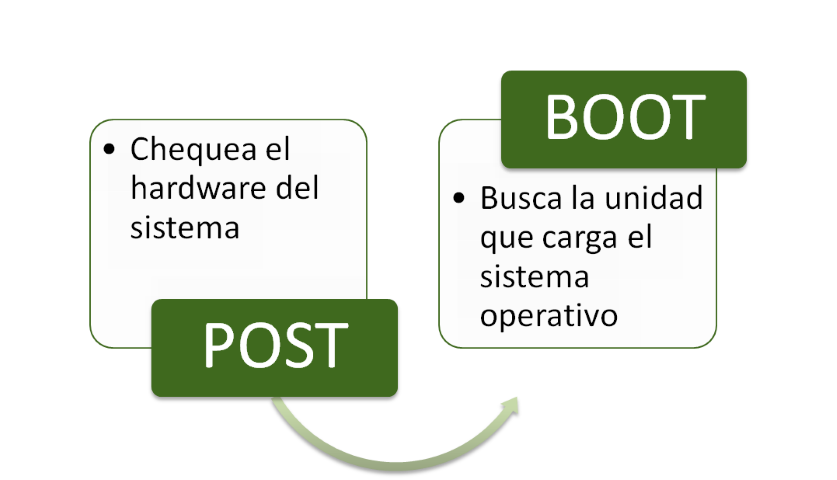 • Chequea el
hardware del
sistema
POST
BOOT
• Busca la unidad
que carga el
sistema
operativo